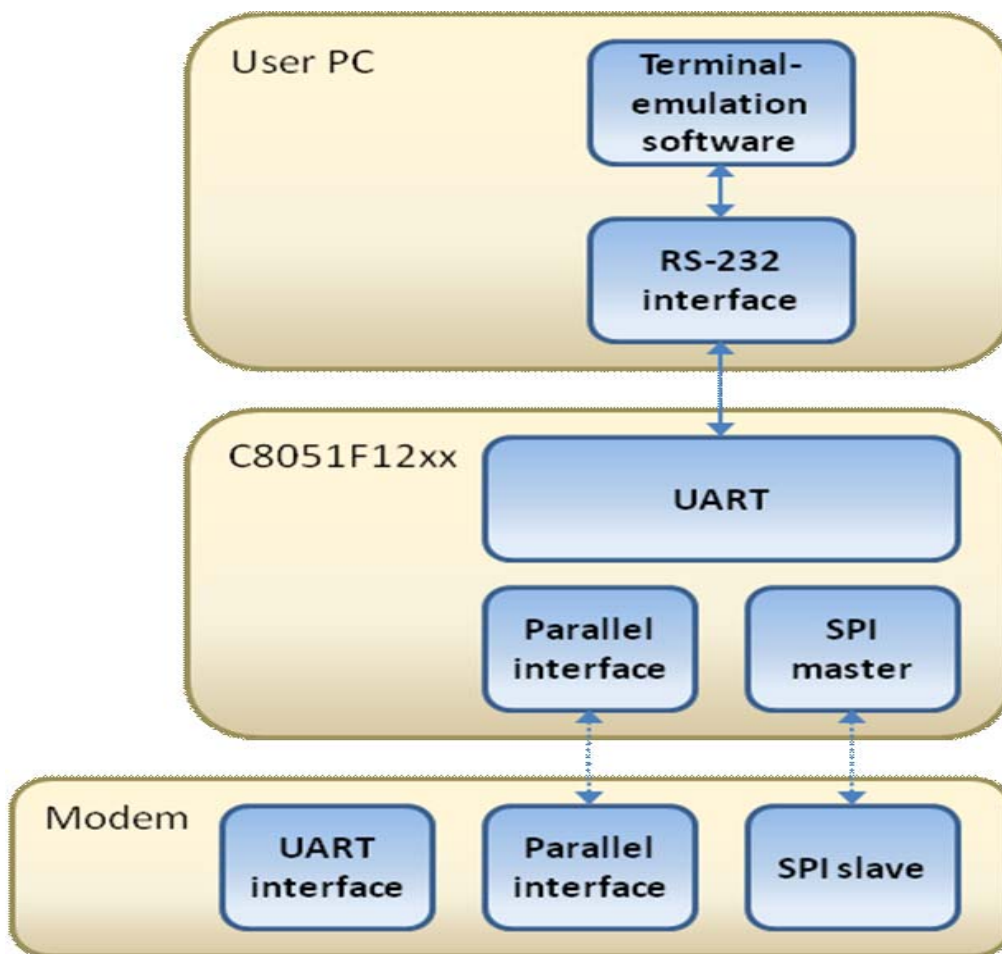 User PC
Terminal-
emulation
software
RS-232
interface
C8051F12xx
UART
Parallel
interface
SPI
master
Modem
UART
interface
Parallel
interface
SPI slave